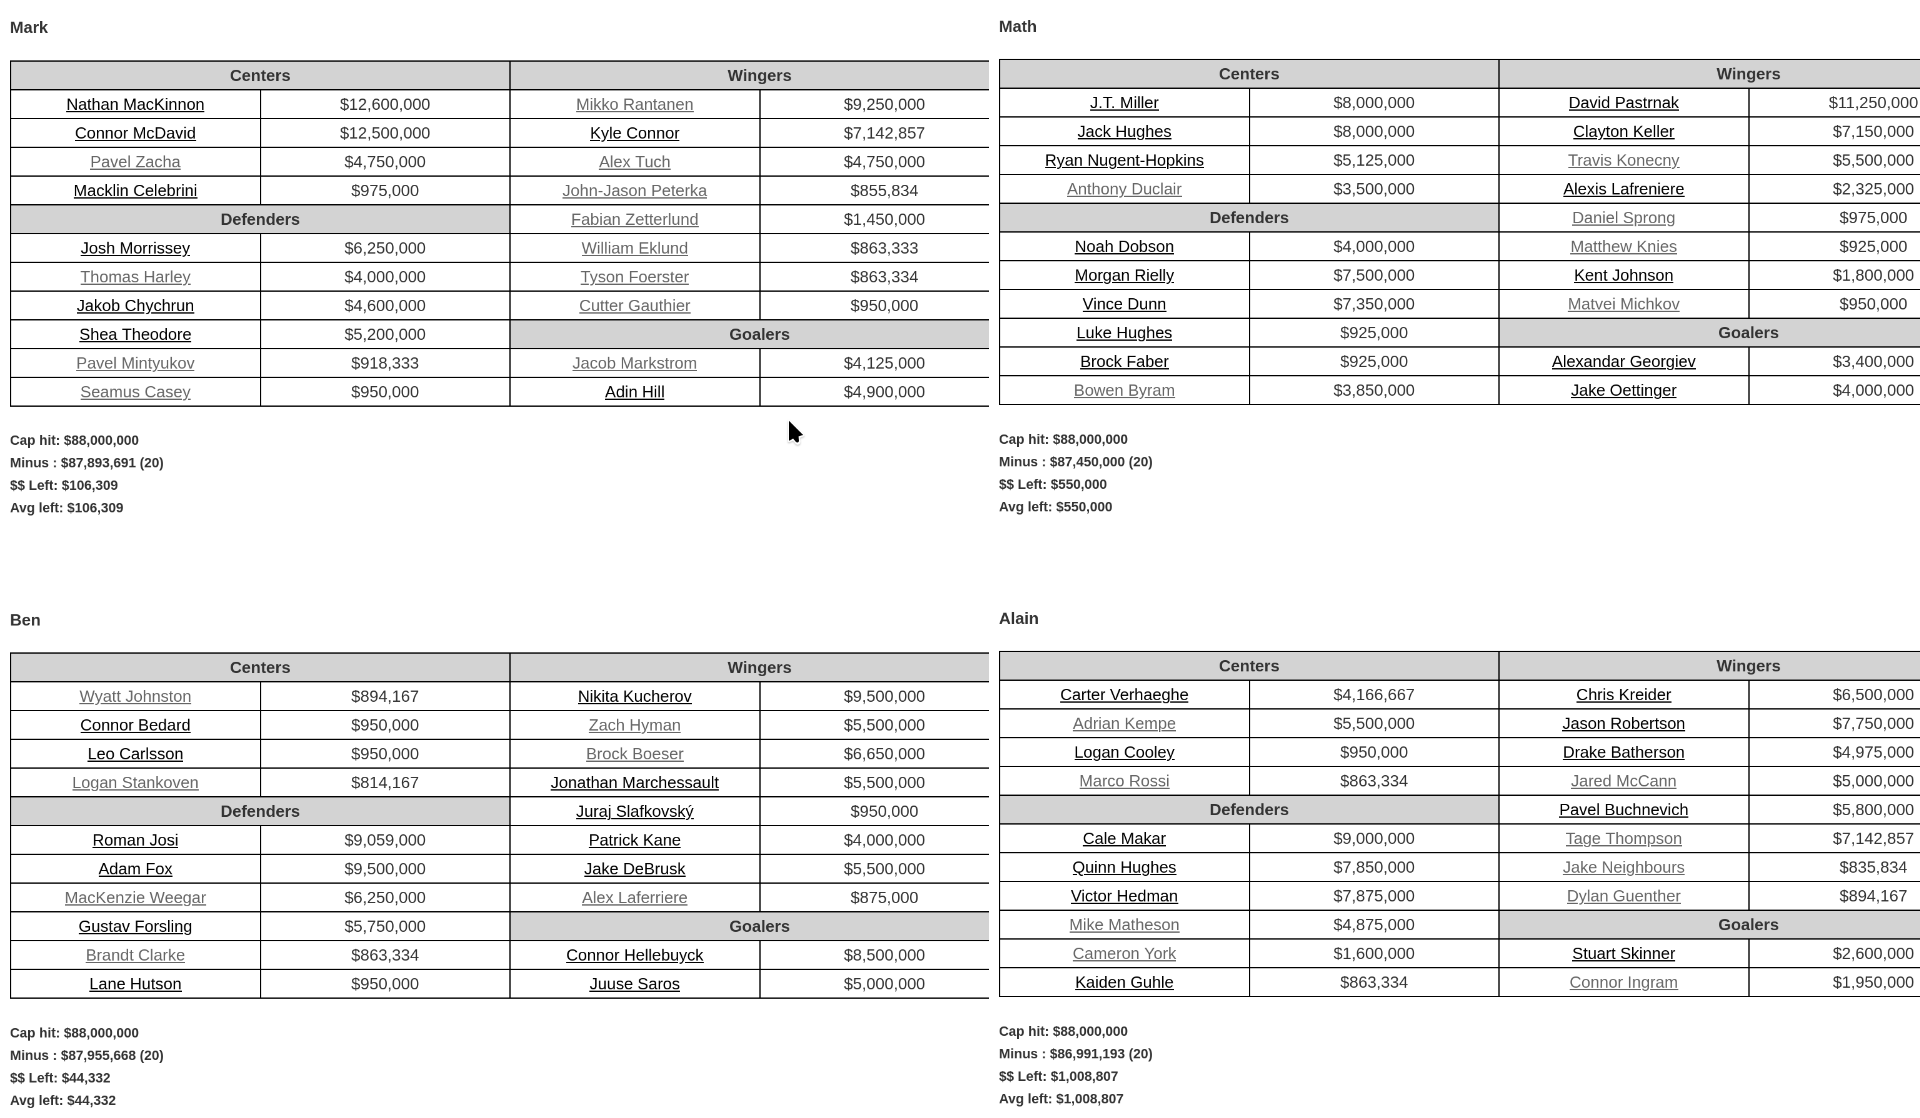 Mark
Centers Wingers
Nathan MacKinnon $12,600,000 Mikko Rantanen $9,250,000
Connor McDavid $12,500,000 Kyle Connor $7,142,857
Pavel Zacha $4,750,000 Alex Tuch $4,750,000
Macklin Celebrini $975,000 John-Jason Peterka $855,834
Defenders Fabian Zetterlund $1,450,000
Josh Morrissey $6,250,000 William Eklund $863,333
Thomas Harley $4,000,000 Tyson Foerster $863,334
Jakob Chychrun $4,600,000 Cutter Gauthier $950,000
Shea Theodore $5,200,000 Goalers
Pavel Mintyukov $918,333 Jacob Markstrom $4,125,000
Seamus Casey $950,000 Adin Hill $4,900,000
Cap hit: $88,000,000
Minus : $87,893,691 (20)
$$ Left: $106,309
Avg left: $106,309
Math
Centers Wingers
J.T. Miller $8,000,000 David Pastrnak $11,250,000
Jack Hughes $8,000,000 Clayton Keller $7,150,000
Ryan Nugent-Hopkins $5,125,000 Travis Konecny $5,500,000
Anthony Duclair $3,500,000 Alexis Lafreniere $2,325,000
Defenders Daniel Sprong $975,000
Noah Dobson $4,000,000 Matthew Knies $925,000
Morgan Rielly $7,500,000 Kent Johnson $1,800,000
Vince Dunn $7,350,000 Matvei Michkov $950,000
Luke Hughes $925,000 Goalers
Brock Faber $925,000 Alexandar Georgiev $3,400,000
Bowen Byram $3,850,000 Jake Oettinger $4,000,000
Cap hit: $88,000,000
Minus : $87,450,000 (20)
$$ Left: $550,000
Avg left: $550,000
Ben
Centers Wingers
Wyatt Johnston $894,167 Nikita Kucherov $9,500,000
Connor Bedard $950,000 Zach Hyman $5,500,000
Leo Carlsson $950,000 Brock Boeser $6,650,000
Logan Stankoven $814,167 Jonathan Marchessault $5,500,000
Defenders Juraj Slafkovský $950,000
Roman Josi $9,059,000 Patrick Kane $4,000,000
Adam Fox $9,500,000 Jake DeBrusk $5,500,000
MacKenzie Weegar $6,250,000 Alex Laferriere $875,000
Gustav Forsling $5,750,000 Goalers
Brandt Clarke $863,334 Connor Hellebuyck $8,500,000
Lane Hutson $950,000 Juuse Saros $5,000,000
Cap hit: $88,000,000
Minus : $87,955,668 (20)
$$ Left: $44,332
Avg left: $44,332
Alain
Centers Wingers
Carter Verhaeghe $4,166,667 Chris Kreider $6,500,000
Adrian Kempe $5,500,000 Jason Robertson $7,750,000
Logan Cooley $950,000 Drake Batherson $4,975,000
Marco Rossi $863,334 Jared McCann $5,000,000
Defenders Pavel Buchnevich $5,800,000
Cale Makar $9,000,000 Tage Thompson $7,142,857
Quinn Hughes $7,850,000 Jake Neighbours $835,834
Victor Hedman $7,875,000 Dylan Guenther $894,167
Mike Matheson $4,875,000 Goalers
Cameron York $1,600,000 Stuart Skinner $2,600,000
Kaiden Guhle $863,334 Connor Ingram $1,950,000
Cap hit: $88,000,000
Minus : $86,991,193 (20)
$$ Left: $1,008,807
Avg left: $1,008,807